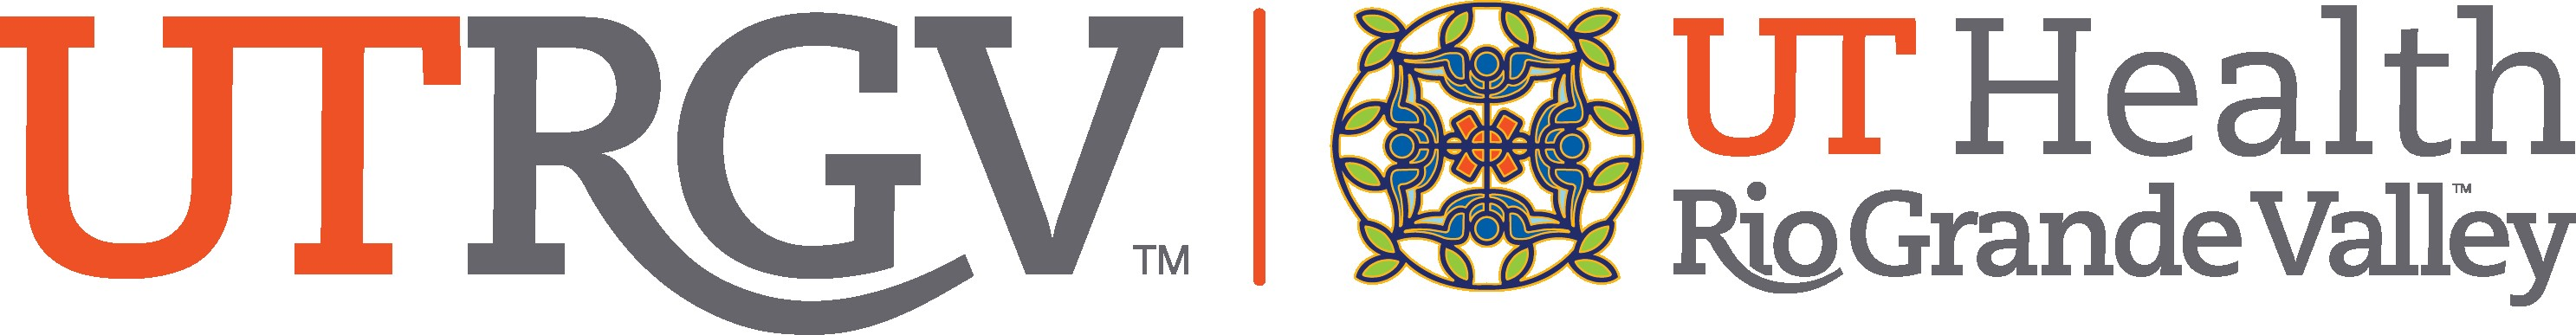 UTRGV™
UT Health
Rio Grande Valley™